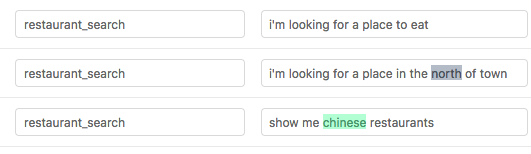 restaurant_search i'm looking for a place to eat
restaurant_search i'm looking for a place in the north of town
restaurant_search show me chinese restaurants